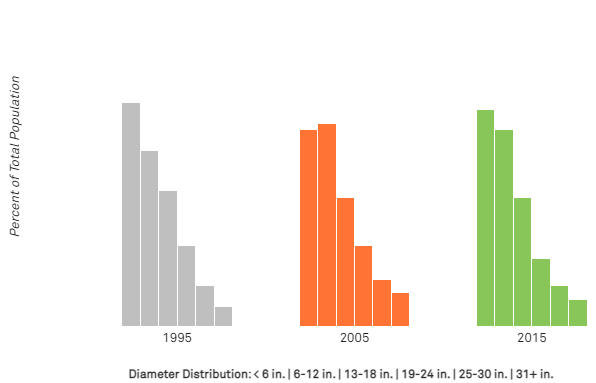 Percent of Total Population
1995
2005
2015
Diameter Distribution: < 6 in. | 6-12 in. | 13-18 in. | 19-24 in. | 25-30 in. | 31+ in.